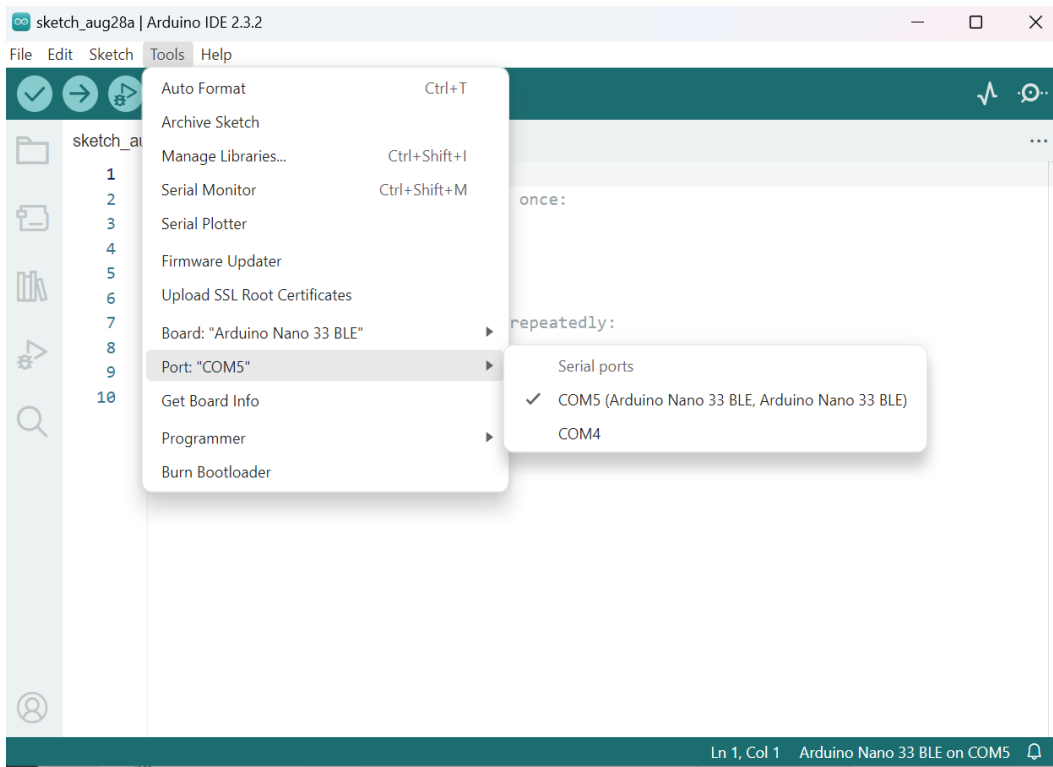 sketch_aug28a | Arduino IDE 2.3.2
File Edit Sketch Tools Help
sketch_au
Auto Format Ctrl+T
Archive Sketch
Manage Libraries... Ctrl+Shift+I
Serial Monitor Ctrl+Shift+M
Serial Plotter
Firmware Updater
Upload SSL Root Certificates
Board: "Arduino Nano 33 BLE"
Port: "COM5"
Get Board Info
Programmer
Burn Bootloader
Serial ports
COM5 (Arduino Nano 33 BLE, Arduino Nano 33 BLE)
COM4
1
2 once:
3
4
5
6
7 repeatedly:
8
9
10
Ln 1, Col 1 Arduino Nano 33 BLE on COM5